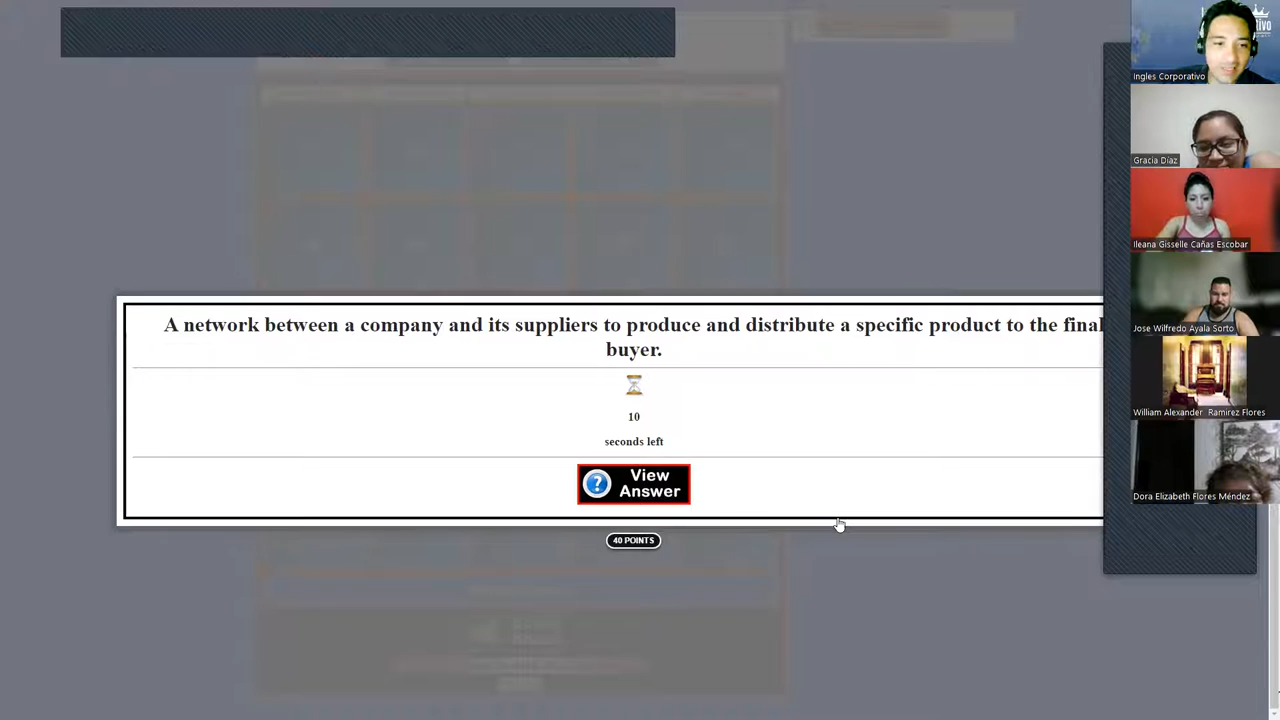 A network between a company and its suppliers to produce and distribute a specific product to the final
buyer.
10
seconds left
View
Answer
40 POINTS
Ingles Corporativo
Gracia Díaz
Ileana Gisselle Cañas Escobar
Jose Wilfredo Ayala Sorto
William Alexander Ramirez Flores
Dora Elizabeth Flores Méndez